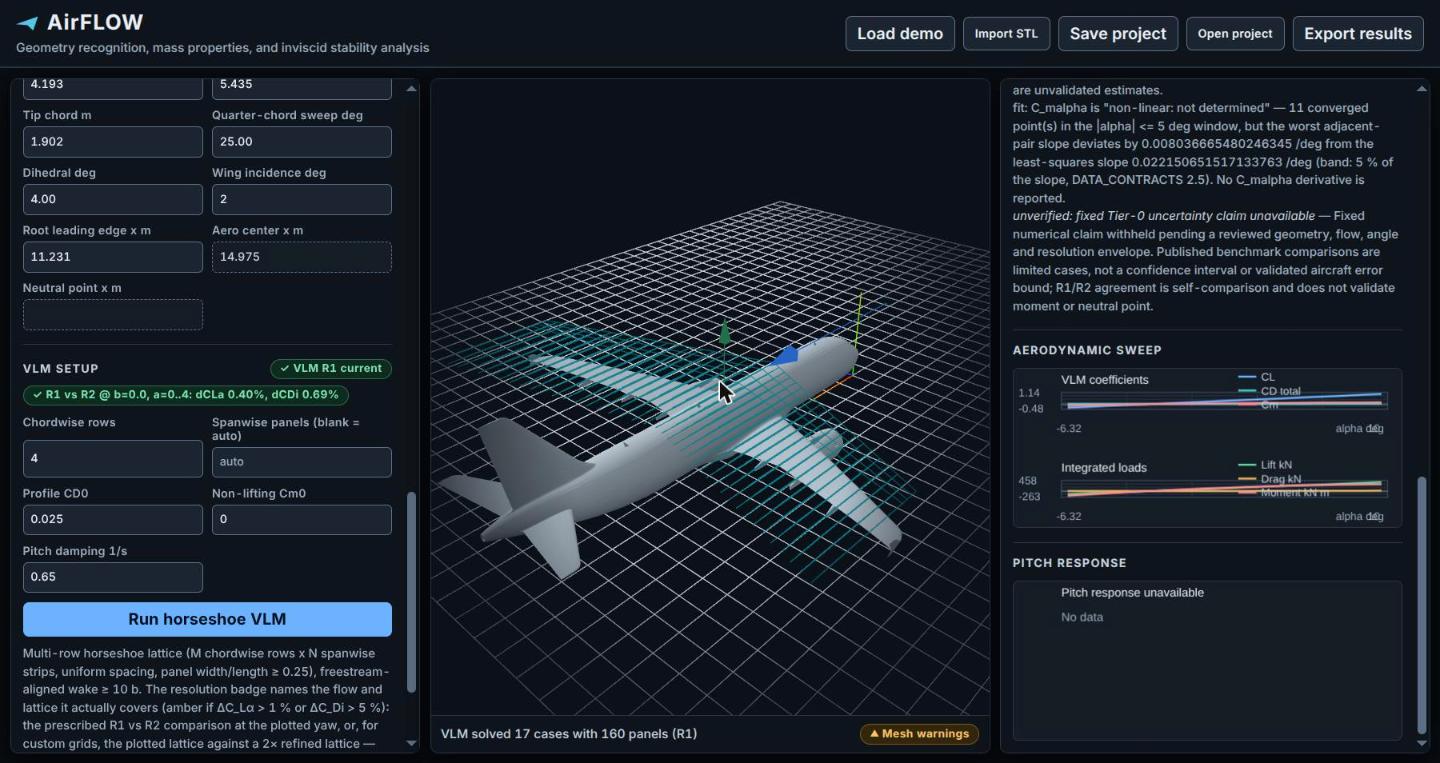 AirFLOW
Geometry recognition, mass properties, and inviscid stability analysis
Load demo
Import STL
Save project
Open project
Export results
4.193
5.435
Tip chord m
Quarter-chord sweep deg
1.902
25.00
Dihedral deg
Wing incidence deg
4.00
2
Root leading edge x m
Aero center x m
11.231
14.975
Neutral point x m
VLM SETUP
✓ VLM R1 current
✓ R1 vs R2 @ b=0.0, a=0..4: dCLa 0.40%, dCDi 0.69%
Chordwise rows
Spanwise panels (blank =
auto)
4
auto
Profile CD0
Non-lifting Cm0
0.025
0
Pitch damping 1/s
0.65
Run horseshoe VLM
Multi-row horseshoe lattice (M chordwise rows x N spanwise
strips, uniform spacing, panel width/length ≥ 0.25), freestream-
aligned wake ≥ 10 b. The resolution badge names the flow and
lattice it actually covers (amber if ΔC_Lα > 1 % or ΔC_Di > 5 %):
the prescribed R1 vs R2 comparison at the plotted yaw, or, for
custom grids, the plotted lattice against a 2× refined lattice —
VLM solved 17 cases with 160 panels (R1)
▲ Mesh warnings
are unvalidated estimates.
fit: C_malpha is "non-linear: not determined" — 11 converged
point(s) in the |alpha| <= 5 deg window, but the worst adjacent-
pair slope deviates by 0.008036665480246345 /deg from the
least-squares slope 0.022150651517133763 /deg (band: 5 % of
the slope, DATA_CONTRACTS 2.5). No C_malpha derivative is
reported.
unverified: fixed Tier-0 uncertainty claim unavailable — Fixed
numerical claim withheld pending a reviewed geometry, flow, angle
and resolution envelope. Published benchmark comparisons are
limited cases, not a confidence interval or validated aircraft error
bound; R1/R2 agreement is self-comparison and does not validate
moment or neutral point.
AERODYNAMIC SWEEP
VLM coefficients
CL
CD total
Cm
1.14
-0.48
-6.32
alpha deg
Integrated loads
Lift kN
Drag kN
Moment kN m
458
-263
-6.32
alpha deg
PITCH RESPONSE
Pitch response unavailable
No data